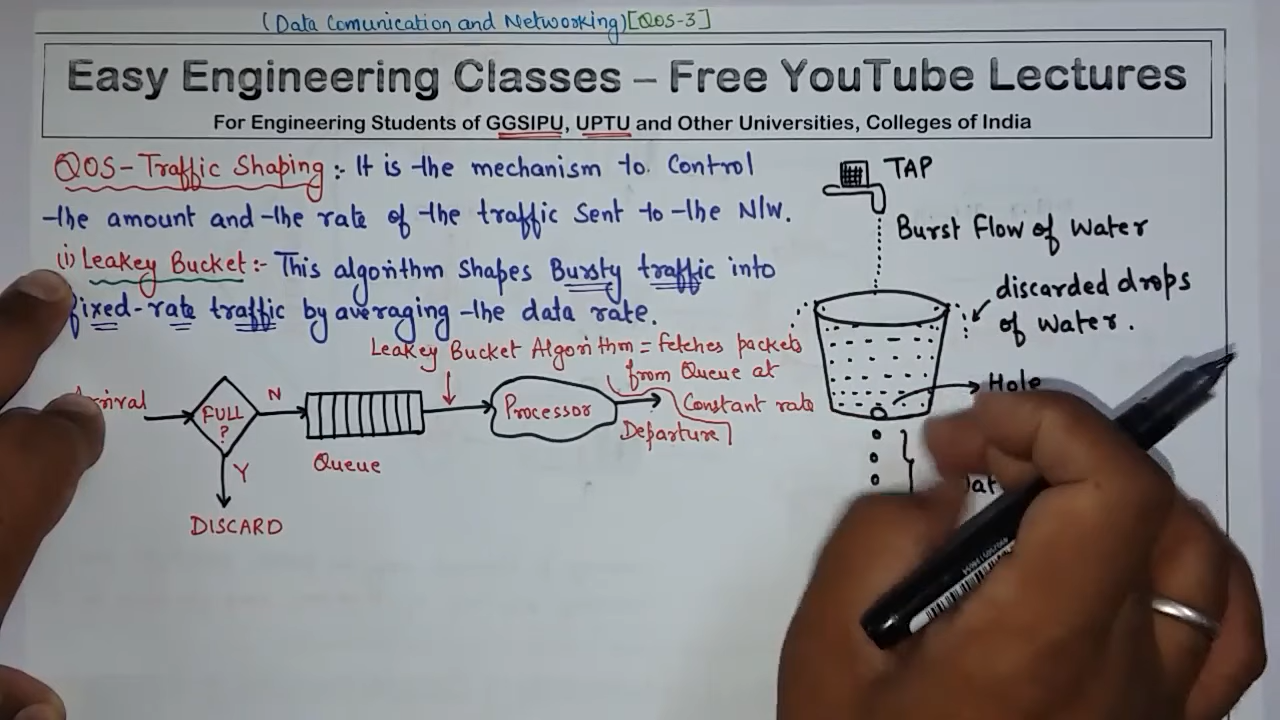 (Data Comunication and Networking)[QOS-3]
Easy Engineering Classes – Free YouTube Lectures
For Engineering Students of GGSIPU, UPTU and Other Universities, Colleges of India
QOS-Traffic Shaping :- It is the mechanism to control
the amount and the rate of the traffic sent to the N/w.
(i) Leakey Bucket:- This algorithm shapes Bursty traffic into
fixed-rate traffic by averaging the data rate.
Leakey Bucket Algorithm = fetches packets
from Queue at
Constant rate
Arrival
FULL
?
N
Y
DISCARD
Queue
Processor
Departure
TAP
Burst Flow of Water
discarded drops
of Water.
Hole